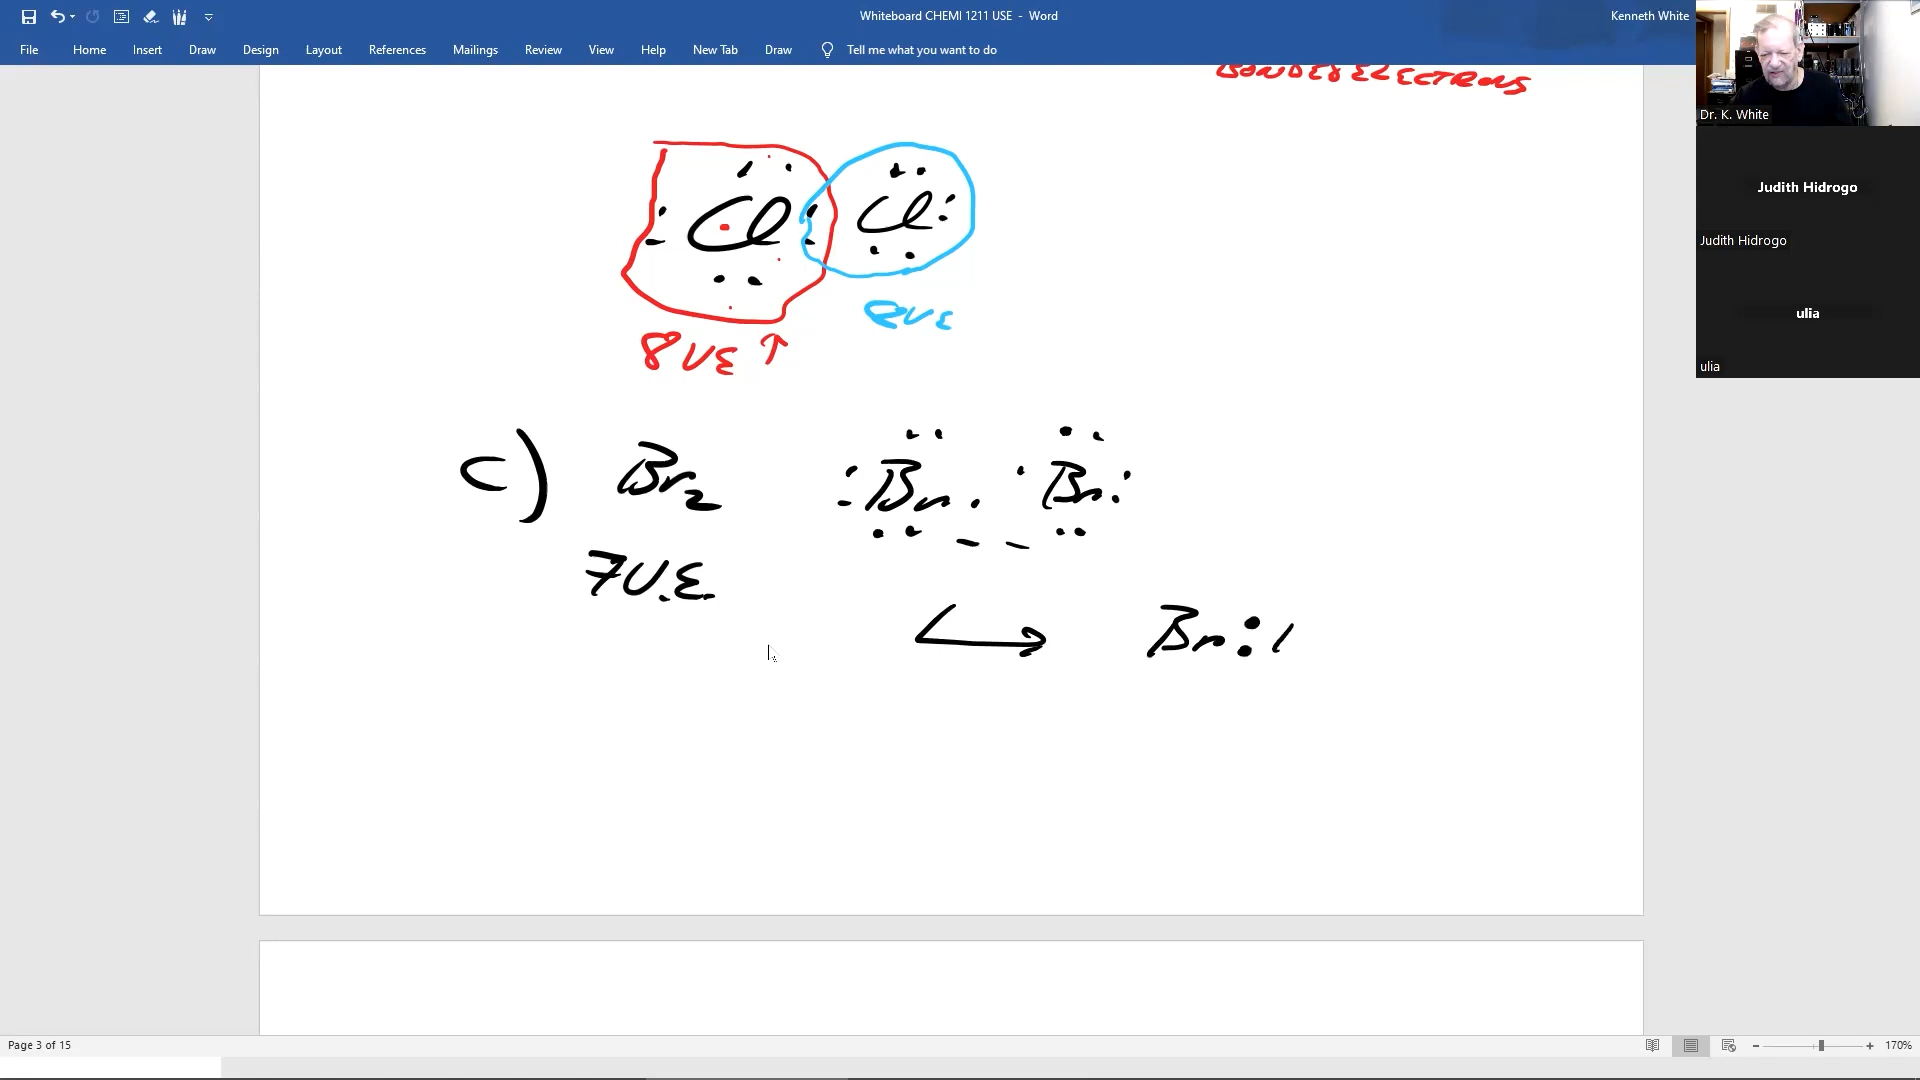 Whiteboard CHEMI 1211 USE - Word
Kenneth White
File Home Insert Draw Design Layout References Mailings Review View Help New Tab Draw Tell me what you want to do
BONDED ELECTRONS
Dr. K. White
Judith Hidrogo
Judith Hidrogo
ulia
ulia
Cl Cl
8VE
8VE ↑
C) Br₂ Br Br
7V.E.
→ Br:
Page 3 of 15
170%